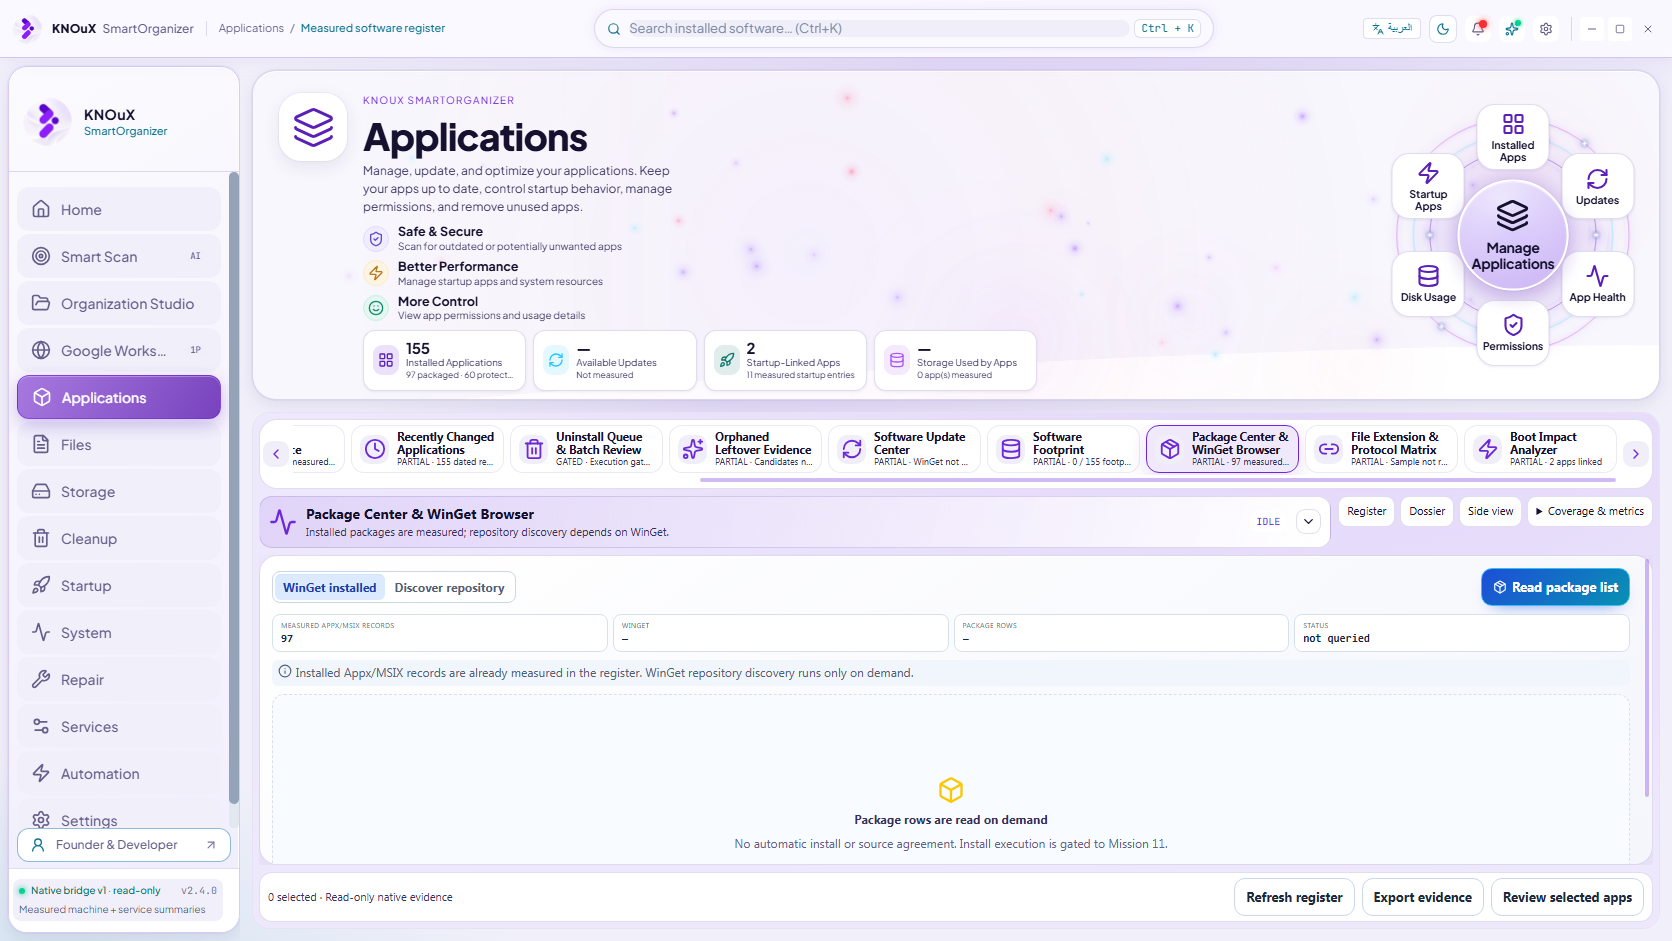 KNOuX SmartOrganizer
Applications / Measured software register
Search installed software... (Ctrl+K)
Ctrl + K
العربية
KNOuX
SmartOrganizer
Home
Smart Scan AI
Organization Studio
Google Works... 1P
Applications
Files
Storage
Cleanup
Startup
System
Repair
Services
Automation
Settings
Founder & Developer
Native bridge v1 · read-only v2.4.0
Measured machine + service summaries
KNOUX SMARTORGANIZER
Applications
Manage, update, and optimize your applications. Keep
your apps up to date, control startup behavior, manage
permissions, and remove unused apps.
Safe & Secure
Scan for outdated or potentially unwanted apps
Better Performance
Manage startup apps and system resources
More Control
View app permissions and usage details
155
Installed Applications
97 packaged · 60 protect...
—
Available Updates
Not measured
2
Startup-Linked Apps
11 measured startup entries
—
Storage Used by Apps
0 app(s) measured
Installed
Apps
Startup
Apps
Updates
Manage
Applications
Disk Usage
App Health
Permissions
neasured...
Recently Changed
Applications
PARTIAL · 155 dated re...
Uninstall Queue
& Batch Review
GATED · Execution gat...
Orphaned
Leftover Evidence
PARTIAL · Candidates n...
Software Update
Center
PARTIAL · WinGet not ...
Software
Footprint
PARTIAL · 0 / 155 footp...
Package Center &
WinGet Browser
PARTIAL · 97 measured...
File Extension &
Protocol Matrix
PARTIAL · Sample not r...
Boot Impact
Analyzer
PARTIAL · 2 apps linked
Package Center & WinGet Browser
Installed packages are measured; repository discovery depends on WinGet.
IDLE
Register
Dossier
Side view
Coverage & metrics
WinGet installed
Discover repository
Read package list
MEASURED APPX/MSIX RECORDS
97
WINGET
—
PACKAGE ROWS
—
STATUS
not queried
Installed Appx/MSIX records are already measured in the register. WinGet repository discovery runs only on demand.
Package rows are read on demand
No automatic install or source agreement. Install execution is gated to Mission 11.
0 selected · Read-only native evidence
Refresh register
Export evidence
Review selected apps